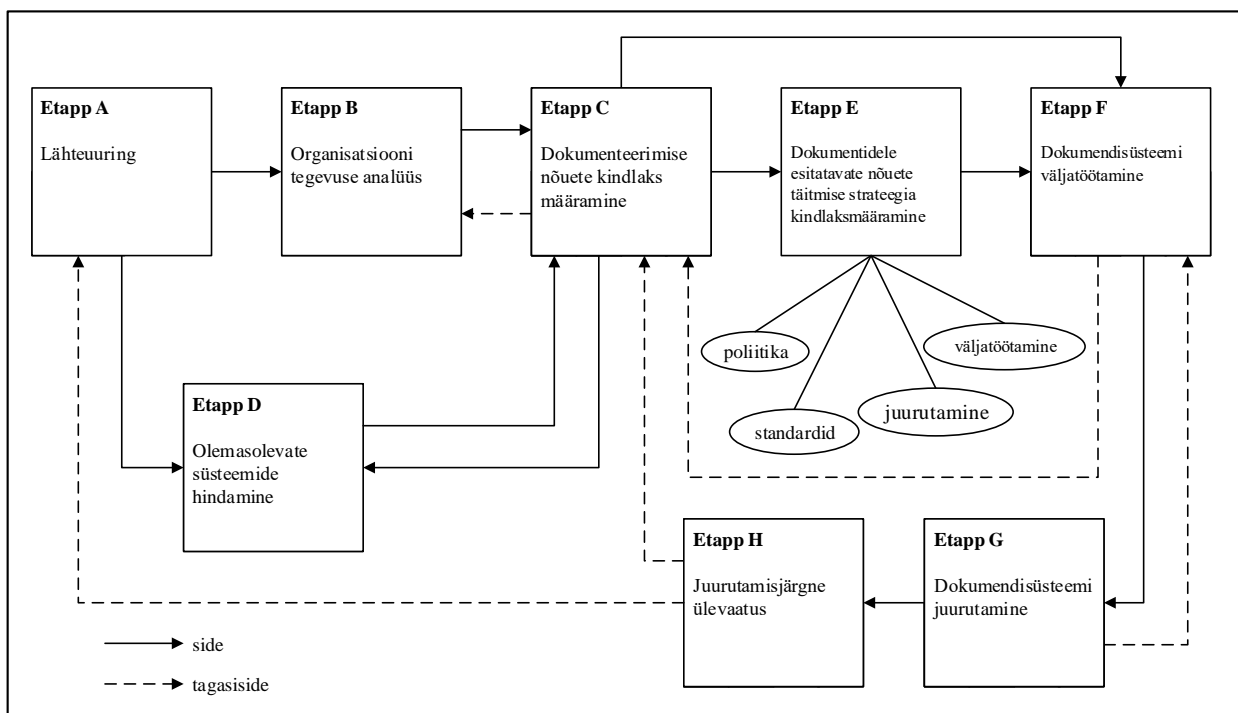 Etapp A
Lähteuuring
Etapp B
Organisatsiooni
tegevuse analüüs
Etapp C
Dokumenteerimise
nõuete kindlaks
määramine
Etapp E
Dokumentidele
esitatavate nõuete
täitmise strateegia
kindlaksmääramine
Etapp F
Dokumendisüsteemi
väljatöötamine
poliitika
väljatöötamine
standardid
juurutamine
Etapp D
Olemasolevate
süsteemide
hindamine
Etapp H
Juurutamisjärgne
ülevaatus
Etapp G
Dokumendisüsteemi
juurutamine
side
tagasiside